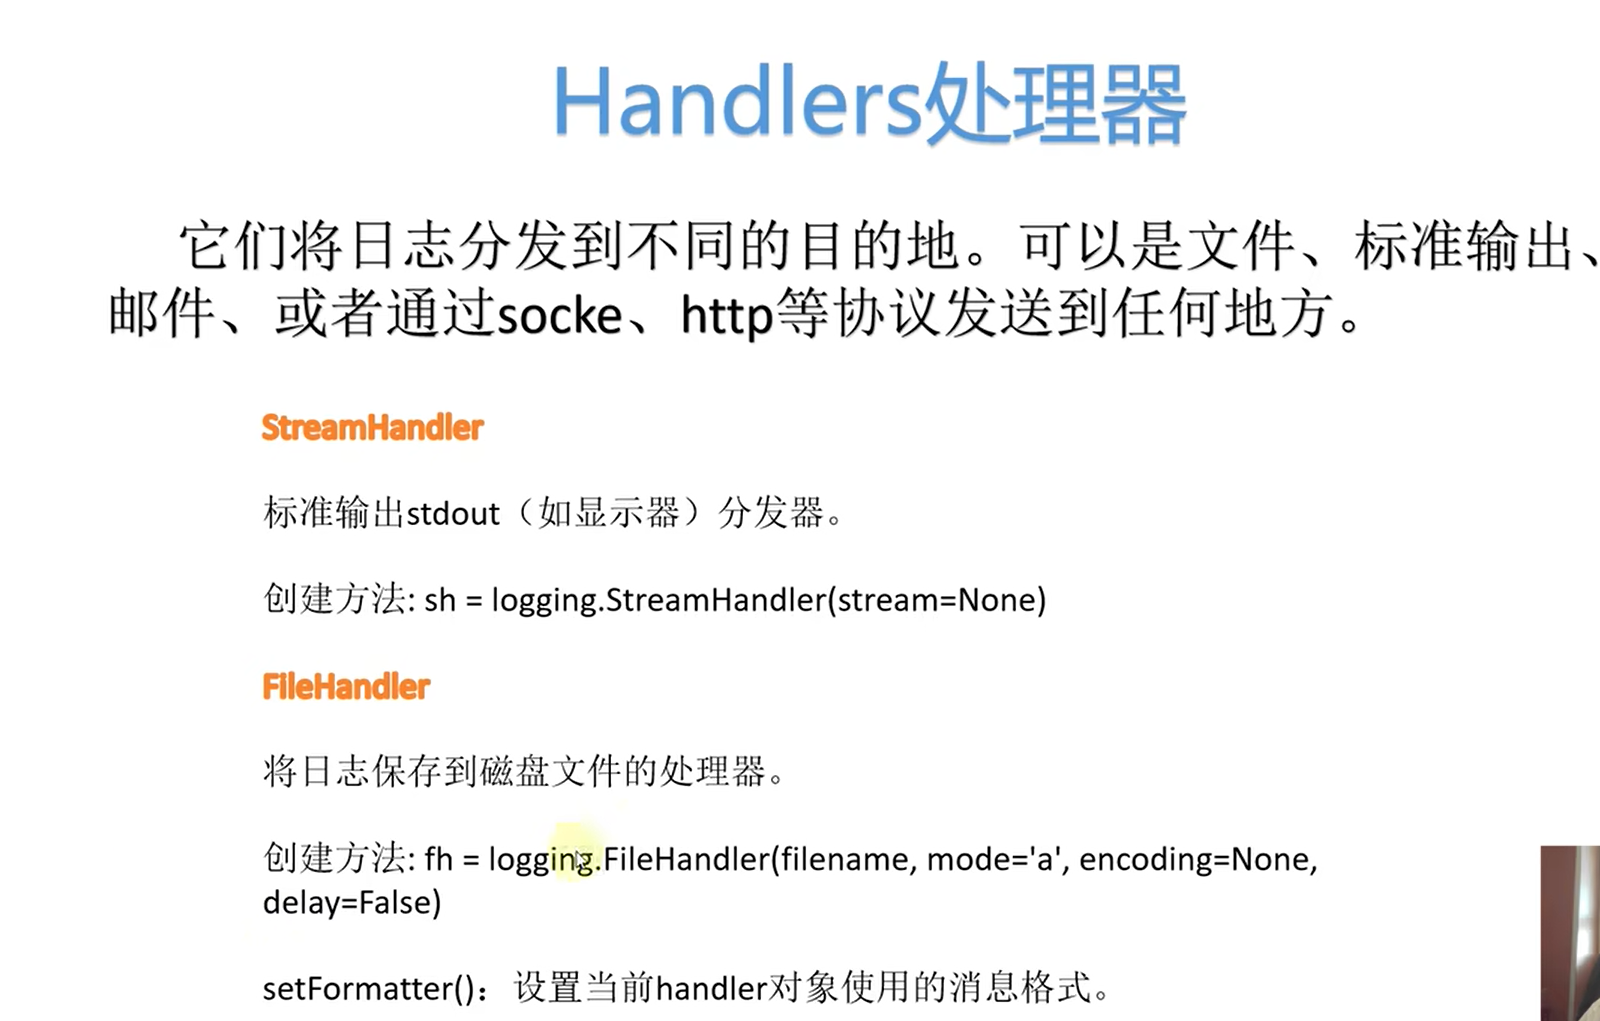 Handlers处理器
它们将日志分发到不同的目的地。可以是文件、标准输出、
邮件、或者通过socke、http等协议发送到任何地方。
StreamHandler
标准输出stdout（如显示器）分发器。
创建方法: sh = logging.StreamHandler(stream=None)
FileHandler
将日志保存到磁盘文件的处理器。
创建方法: fh = logging.FileHandler(filename, mode='a', encoding=None,
delay=False)
setFormatter()：设置当前handler对象使用的消息格式。